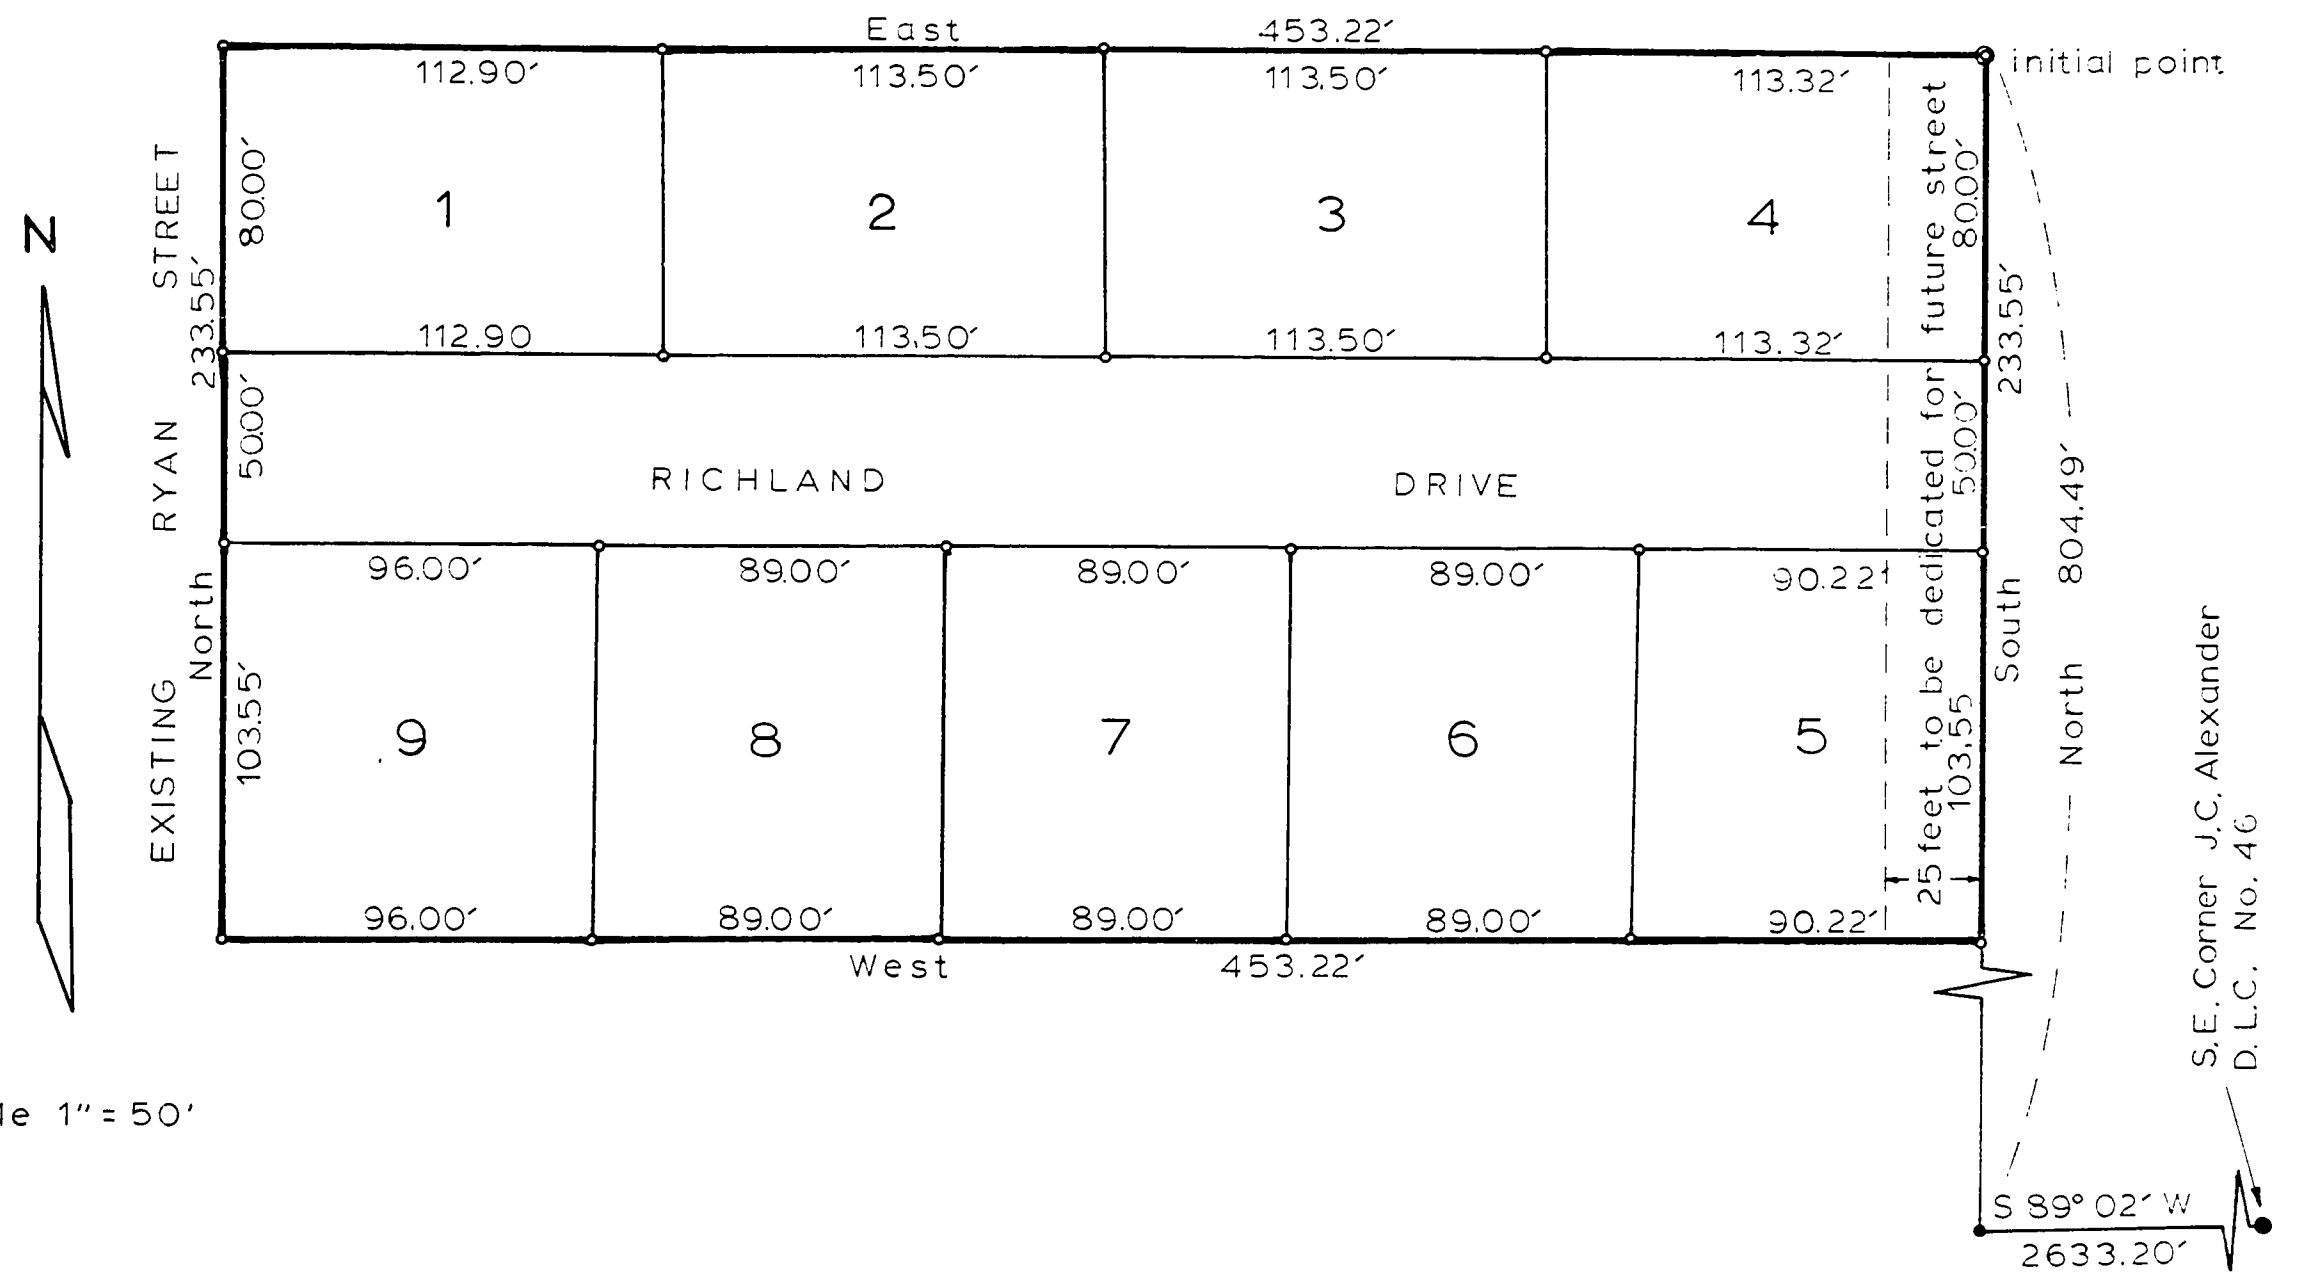 East 453.22′
initial point
112.90′ 113.50′ 113.50′ 113.32′
N
EXISTING RYAN STREET
North 233.55′
80.00′
1 2 3 4
80.00′
112.90 113.50′ 113.50′ 113.32′
50.00′
RICHLAND DRIVE
50.00′
25 feet to be dedicated for future street
South 233.55′
North 804.49′
96.00′ 89.00′ 89.00′ 89.00′ 90.22′
103.55′
9 8 7 6 5
103.55
96.00′ 89.00′ 89.00′ 89.00′ 90.22′
West 453.22′
S.E. Corner J.C. Alexander
D.L.C. No. 46
le 1″ = 50′
S 89° 02′ W
2633.20′